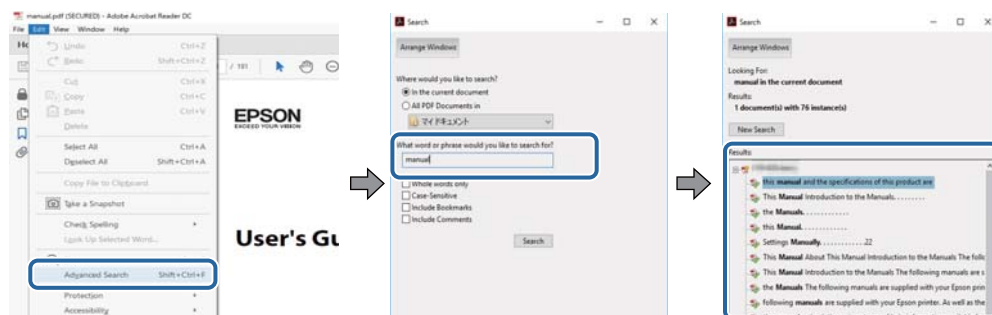 manual.pdf (SECURED) - Adobe Acrobat Reader DC
File Edit View Window Help
Undo Ctrl+Z
Redo Shift+Ctrl+Z
Cut Ctrl+X
Copy Ctrl+C
Paste Ctrl+V
Delete
Select All Ctrl+A
Deselect All Shift+Ctrl+A
Copy File to Clipboard
Take a Snapshot
Check Spelling
Look Up Selected Word...
Advanced Search Shift+Ctrl+F
Protection
Accessibility
/ 191
EPSON
EXCEED YOUR VISION
User's Gu
Search
Arrange Windows
Where would you like to search?
In the current document
All PDF Documents in
マイ ドキュメント
What word or phrase would you like to search for?
manual
Whole words only
Case-Sensitive
Include Bookmarks
Include Comments
Search
Search
Arrange Windows
Looking For:
manual in the current document
Results:
1 document(s) with 76 instance(s)
New Search
Results:
this manual and the specifications of this product are
This Manual Introduction to the Manuals. . . . . . . . .
the Manuals. . . . . . . . . . . .
this Manual. . . . . . . . . . . .
Settings Manually. . . . . . . . . . . .22
This Manual About This Manual Introduction to the Manuals The follo
This Manual Introduction to the Manuals The following manuals are s
the Manuals The following manuals are supplied with your Epson prin
following manuals are supplied with your Epson printer. As well as the